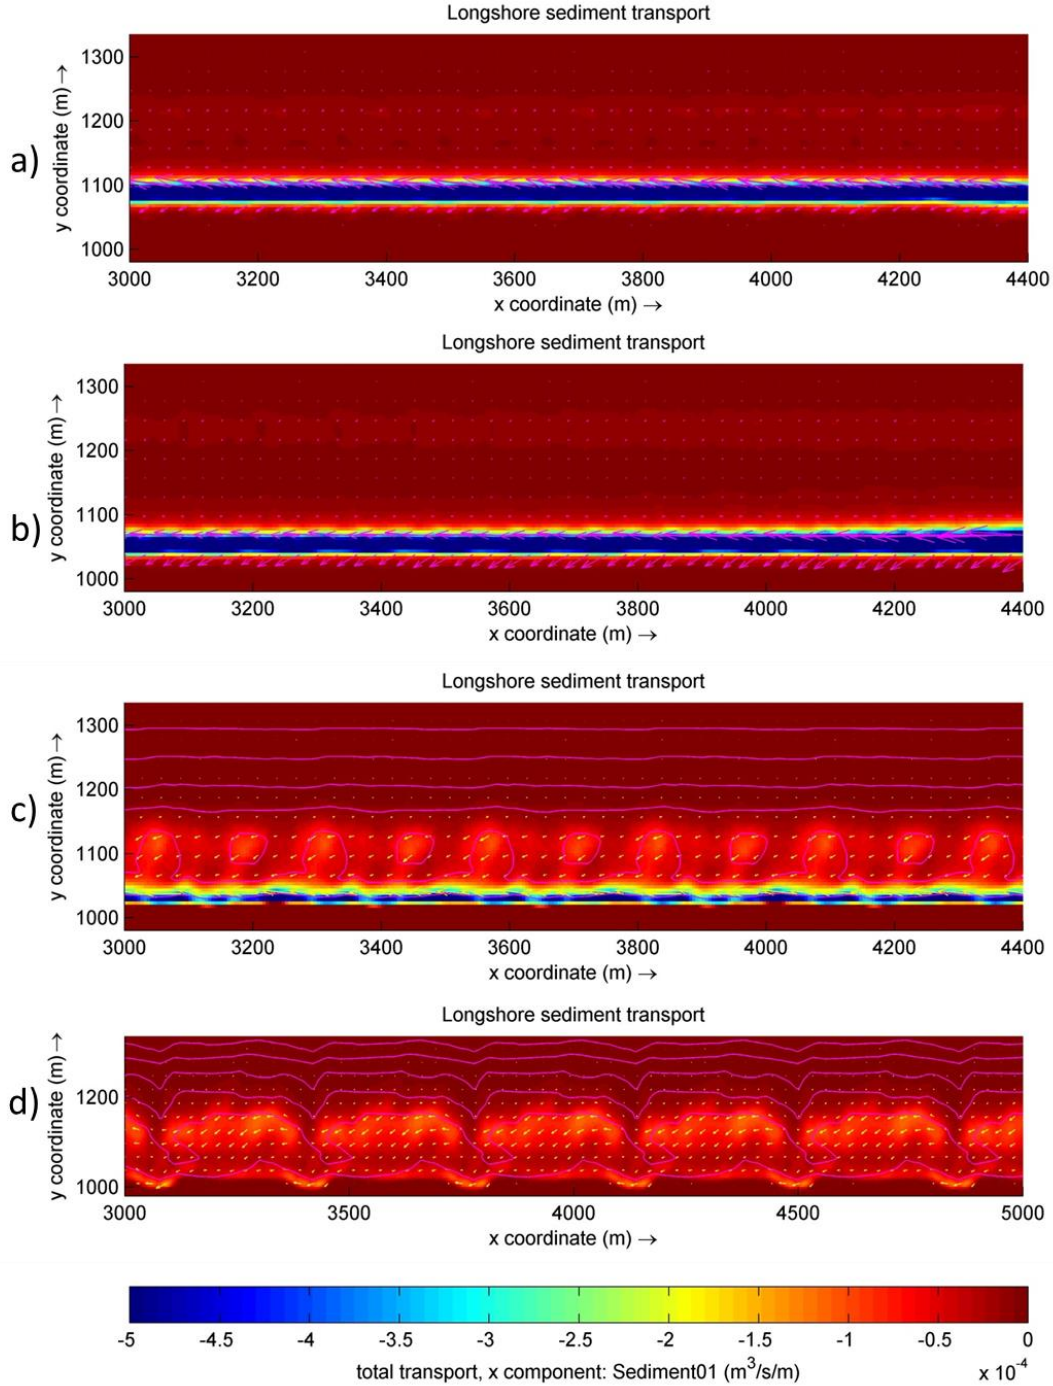 Longshore sediment transport
a)
y coordinate (m) →
1300
1200
1100
1000
3000 3200 3400 3600 3800 4000 4200 4400
x coordinate (m) →
Longshore sediment transport
b)
y coordinate (m) →
1300
1200
1100
1000
3000 3200 3400 3600 3800 4000 4200 4400
x coordinate (m) →
Longshore sediment transport
c)
y coordinate (m) →
1300
1200
1100
1000
3000 3200 3400 3600 3800 4000 4200 4400
x coordinate (m) →
Longshore sediment transport
d)
y coordinate (m) →
1200
1000
3000 3500 4000 4500 5000
x coordinate (m) →
-5 -4.5 -4 -3.5 -3 -2.5 -2 -1.5 -1 -0.5 0
total transport, x component: Sediment01 (m³/s/m) x 10⁻⁴